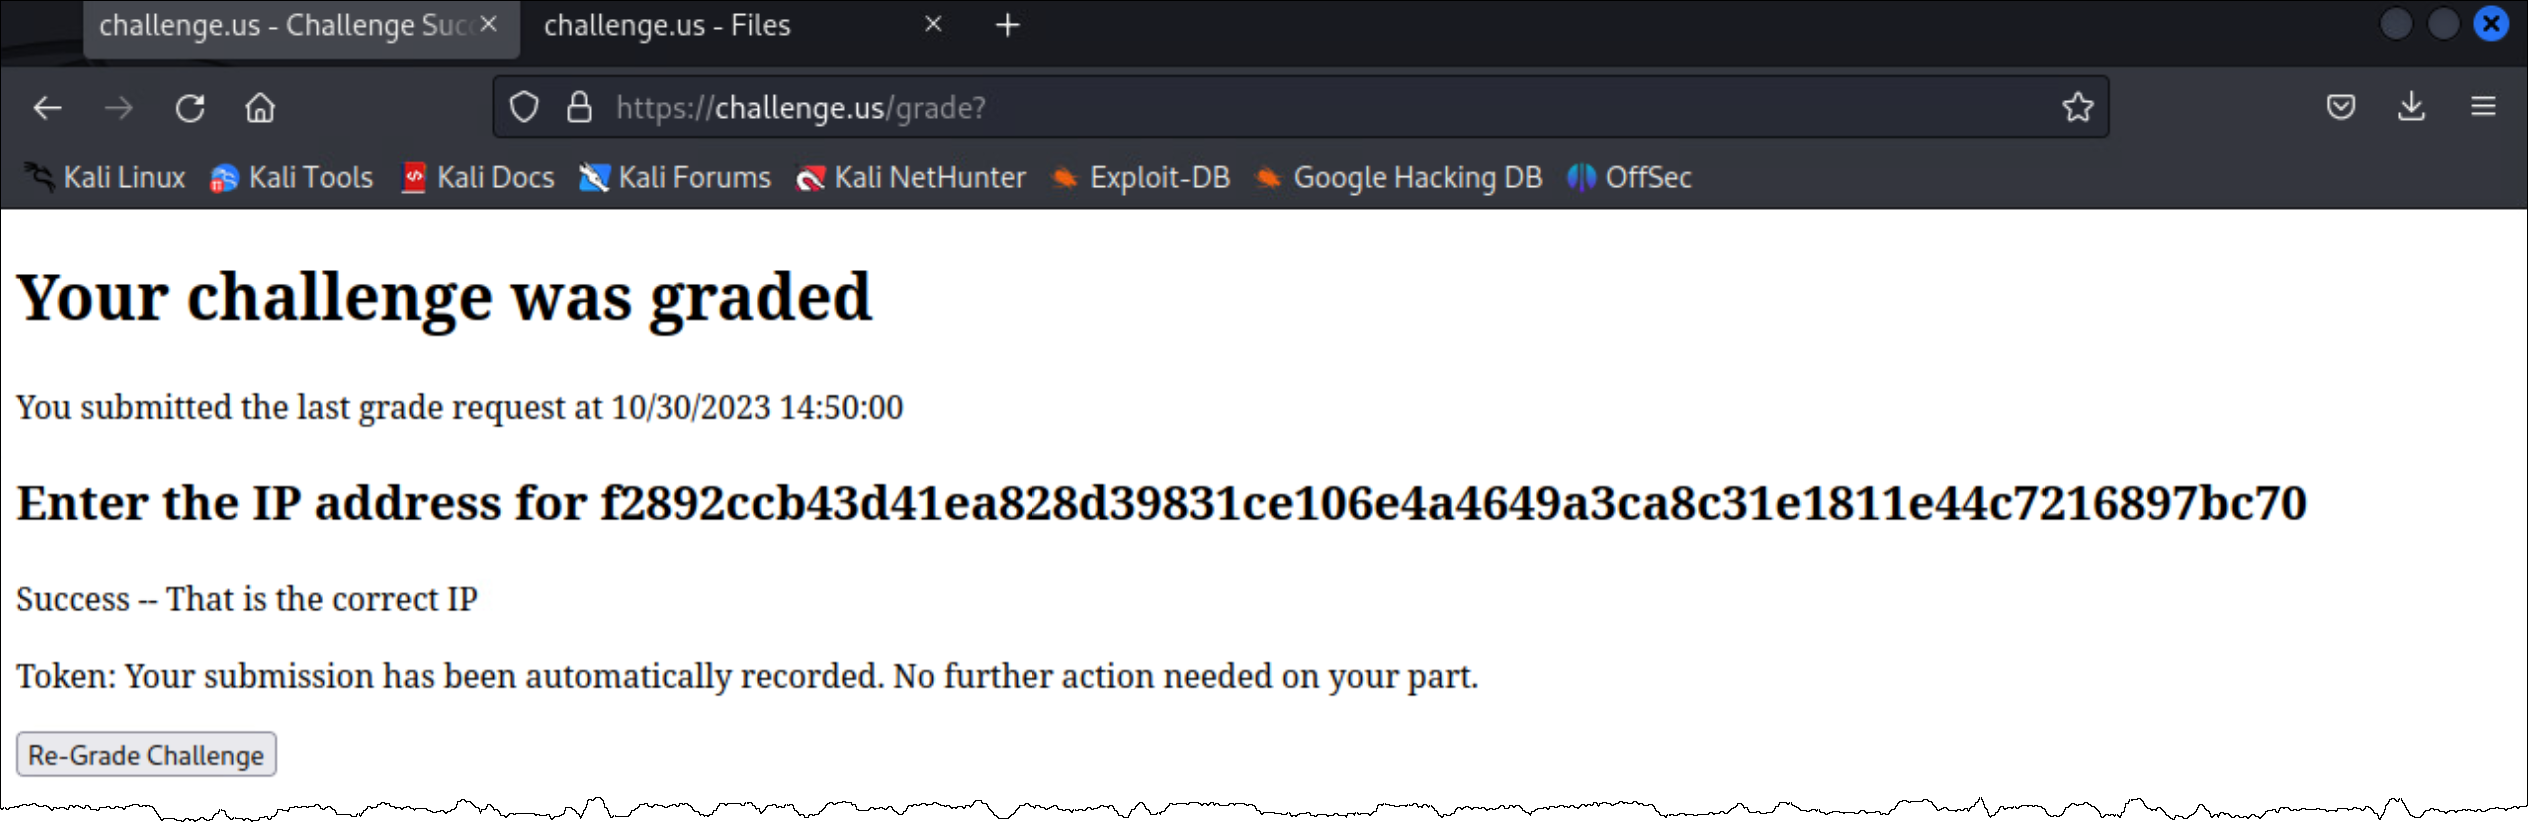 challenge.us - Challenge Suc
challenge.us - Files
https://challenge.us/grade?
Kali Linux Kali Tools Kali Docs Kali Forums Kali NetHunter Exploit-DB Google Hacking DB OffSec
Your challenge was graded
You submitted the last grade request at 10/30/2023 14:50:00
Enter the IP address for f2892ccb43d41ea828d39831ce106e4a4649a3ca8c31e1811e44c7216897bc70
Success -- That is the correct IP
Token: Your submission has been automatically recorded. No further action needed on your part.
Re-Grade Challenge